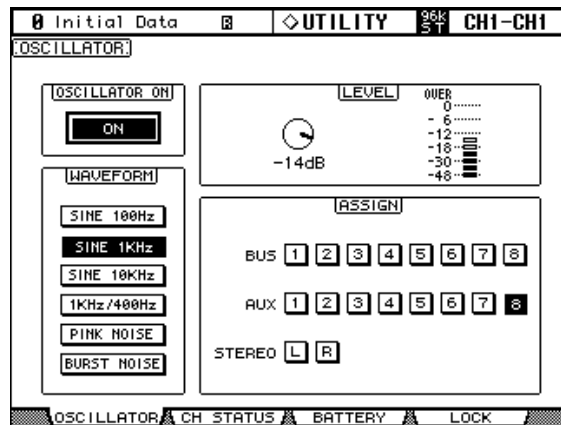 0 Initial Data R ◇UTILITY 96k ST CH1-CH1
OSCILLATOR
OSCILLATOR ON
ON
WAVEFORM
SINE 100Hz
SINE 1KHz
SINE 10KHz
1KHz/400Hz
PINK NOISE
BURST NOISE
LEVEL
-14dB
OVER
0
- 6
-12
-18
-30
-48
ASSIGN
BUS 1 2 3 4 5 6 7 8
AUX 1 2 3 4 5 6 7 8
STEREO L R
OSCILLATOR CH STATUS BATTERY LOCK